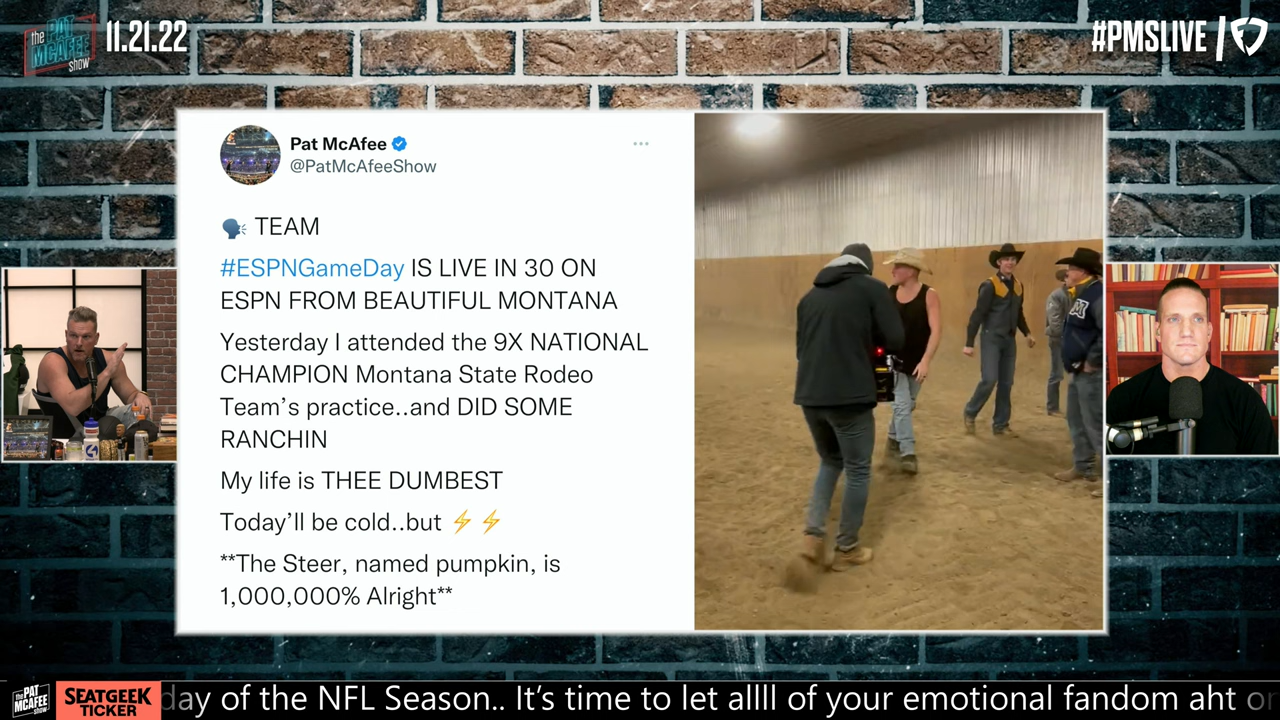 the PAT MCAFEE show
11.21.22
#PMSLIVE
Pat McAfee
@PatMcAfeeShow
TEAM
#ESPNGameDay IS LIVE IN 30 ON
ESPN FROM BEAUTIFUL MONTANA
Yesterday I attended the 9X NATIONAL
CHAMPION Montana State Rodeo
Team's practice..and DID SOME
RANCHIN
My life is THEE DUMBEST
Today'll be cold..but ⚡⚡
**The Steer, named pumpkin, is
1,000,000% Alright**
the PAT MCAFEE show
SEATGEEK
TICKER
day of the NFL Season.. It's time to let allll of your emotional fandom aht or